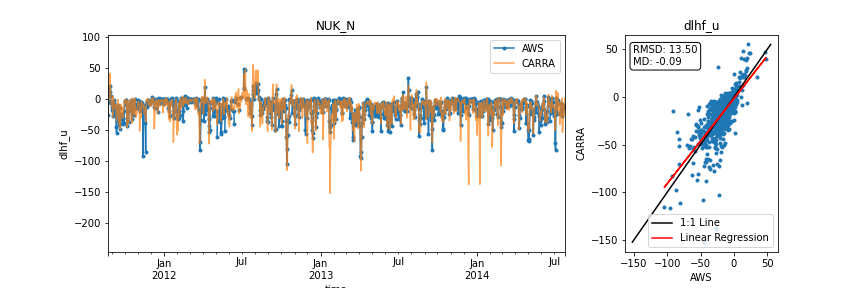 NUK_N
dlhf_u
100
50
0
−50
−100
−150
−200
dlhf_u
AWS
CARRA
Jan
2012
Jul
Jan
2013
Jul
Jan
2014
Jul
time
50
0
−50
−100
−150
CARRA
RMSD: 13.50
MD: -0.09
1:1 Line
Linear Regression
−150
−100
−50
0
50
AWS